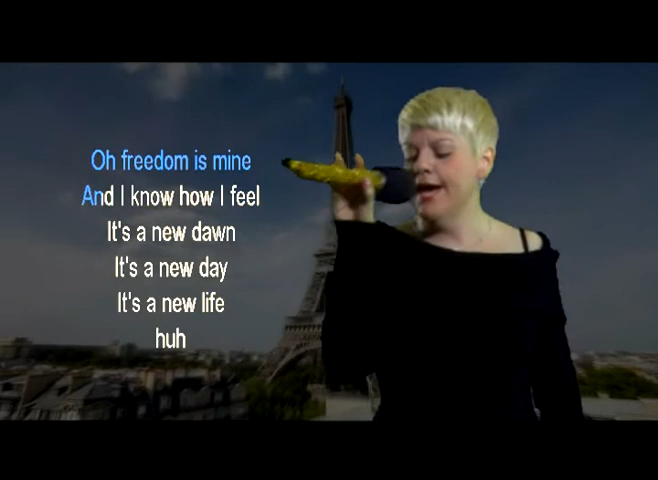 Oh freedom is mine
And I know how I feel
It's a new dawn
It's a new day
It's a new life
huh